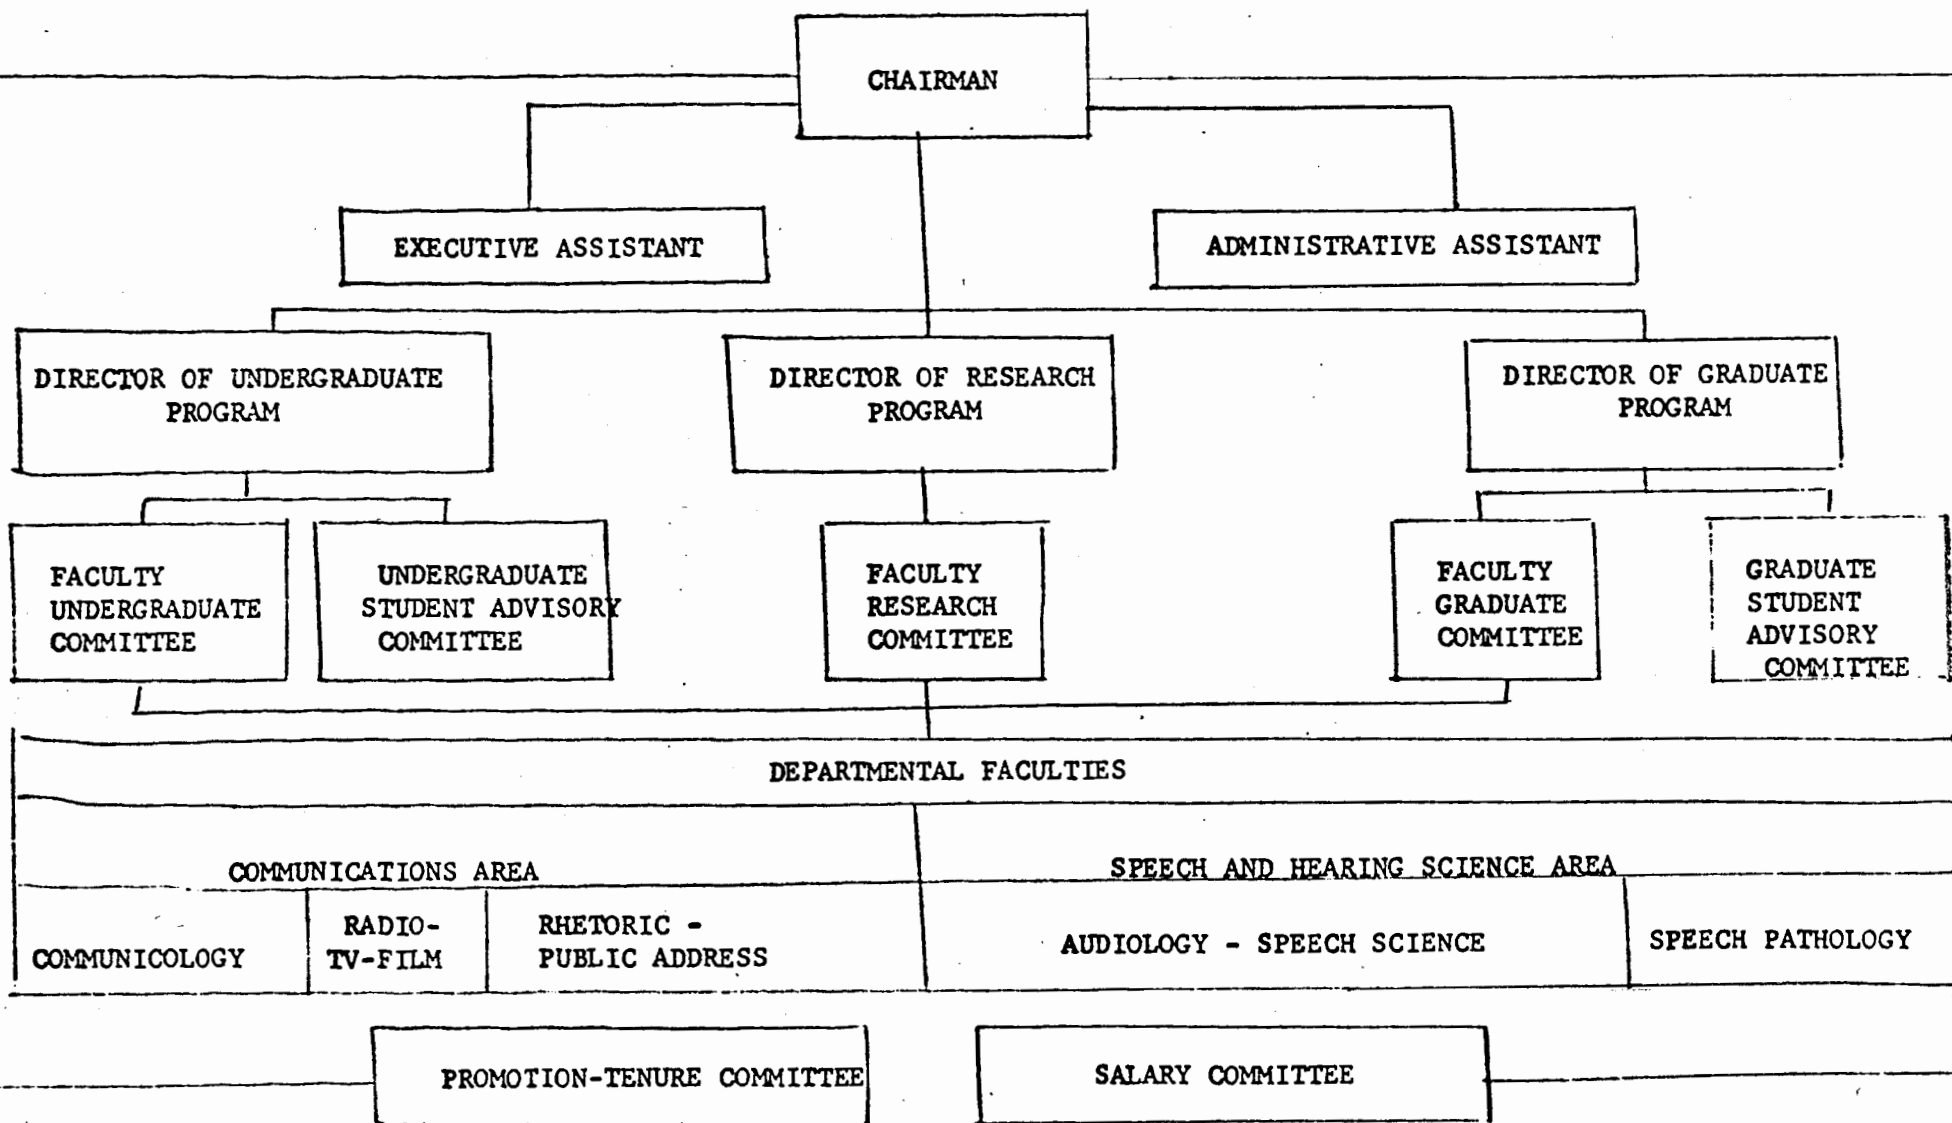 CHAIRMAN
EXECUTIVE ASSISTANT
ADMINISTRATIVE ASSISTANT
DIRECTOR OF UNDERGRADUATE
PROGRAM
DIRECTOR OF RESEARCH
PROGRAM
DIRECTOR OF GRADUATE
PROGRAM
FACULTY
UNDERGRADUATE
COMMITTEE
UNDERGRADUATE
STUDENT ADVISORY
COMMITTEE
FACULTY
RESEARCH
COMMITTEE
FACULTY
GRADUATE
COMMITTEE
GRADUATE
STUDENT
ADVISORY
COMMITTEE
DEPARTMENTAL FACULTIES
COMMUNICATIONS AREA
SPEECH AND HEARING SCIENCE AREA
COMMUNICOLOGY
RADIO-
TV-FILM
RHETORIC -
PUBLIC ADDRESS
AUDIOLOGY - SPEECH SCIENCE
SPEECH PATHOLOGY
PROMOTION-TENURE COMMITTEE
SALARY COMMITTEE